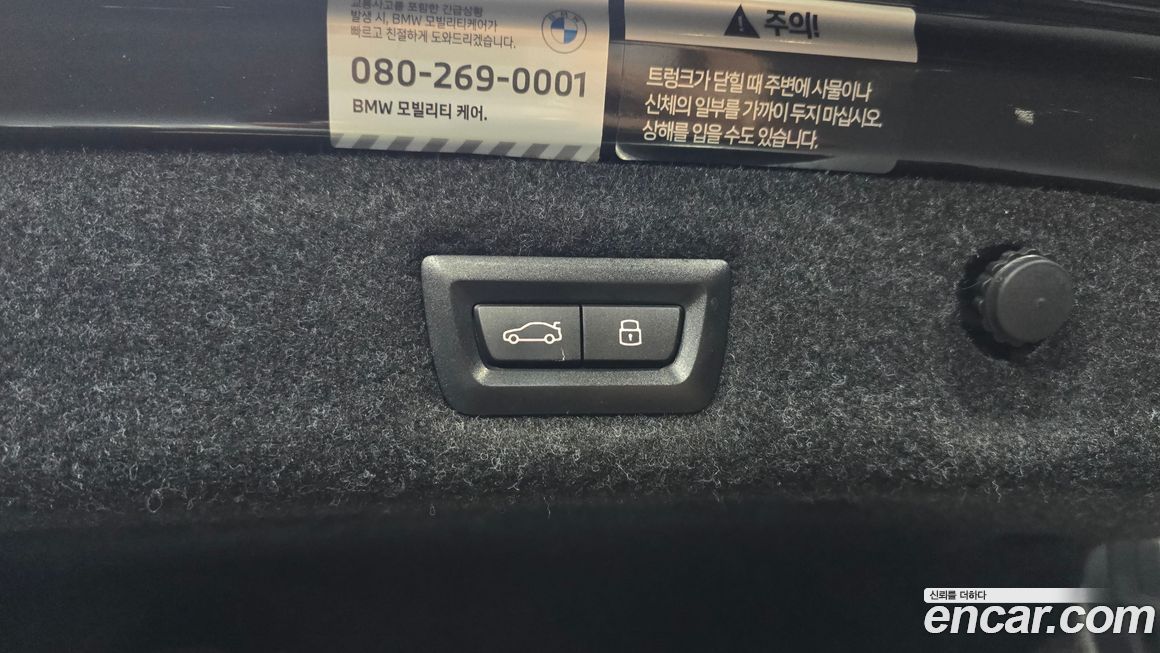 교통사고를 포함한 긴급상황
발생 시, BMW 모빌리티케어가
빠르고 친절하게 도와드리겠습니다.
080-269-0001
BMW 모빌리티 케어.
주의!
트렁크가 닫힐 때 주변에 사물이나
신체의 일부를 가까이 두지 마십시오.
상해를 입을 수도 있습니다.
신뢰를 더하다
encar.com